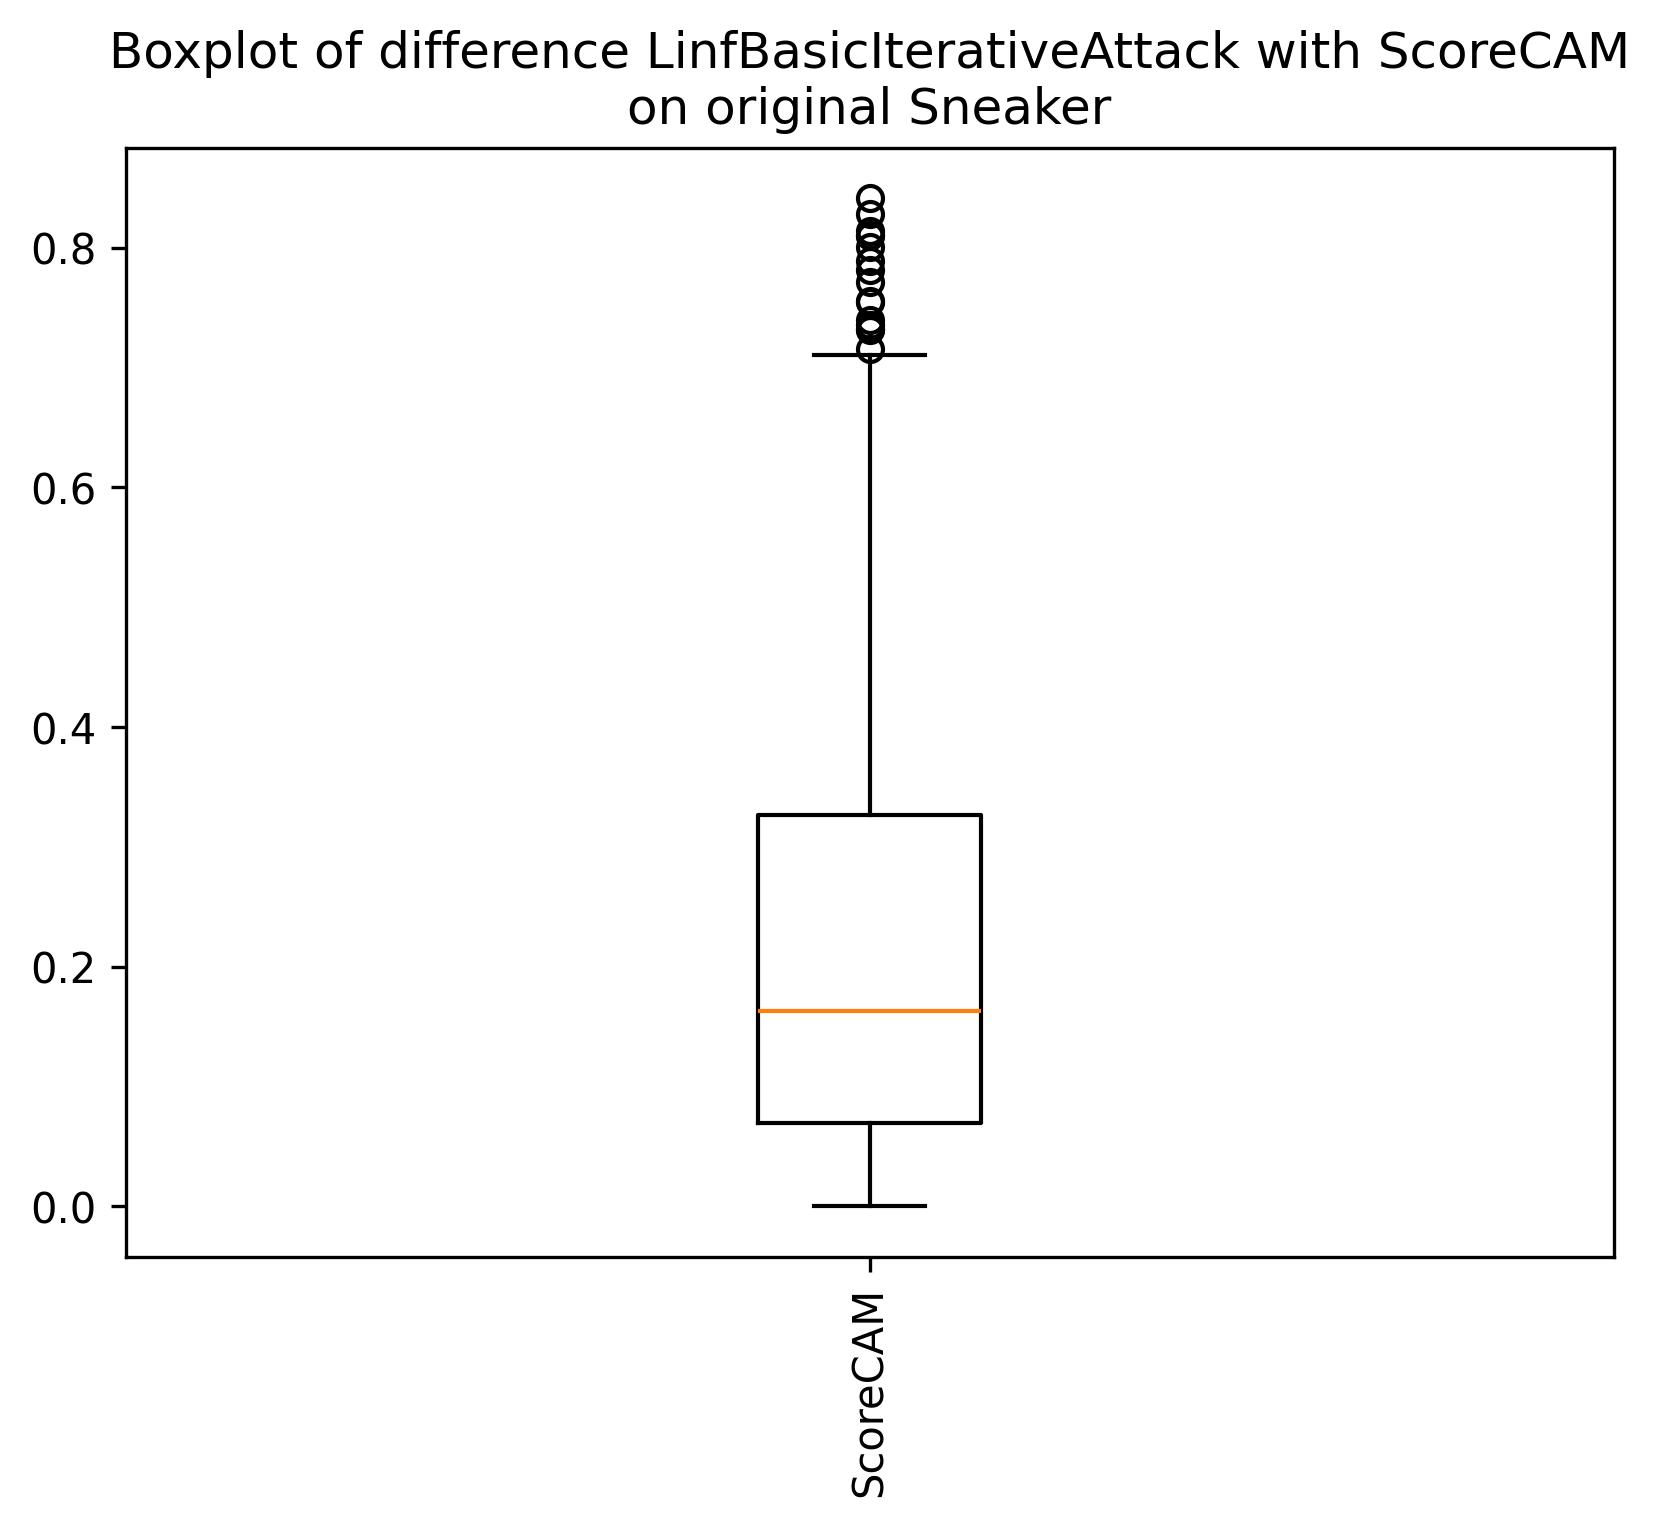 Boxplot of difference LinfBasicIterativeAttack with ScoreCAM
on original Sneaker
0.8
0.6
0.4
0.2
0.0
ScoreCAM